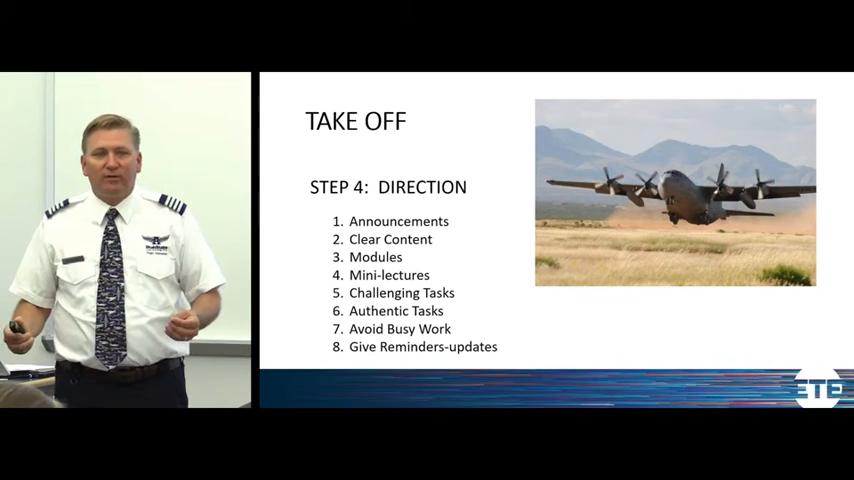 TAKE OFF
STEP 4: DIRECTION
1. Announcements
2. Clear Content
3. Modules
4. Mini-lectures
5. Challenging Tasks
6. Authentic Tasks
7. Avoid Busy Work
8. Give Reminders-updates
ETE